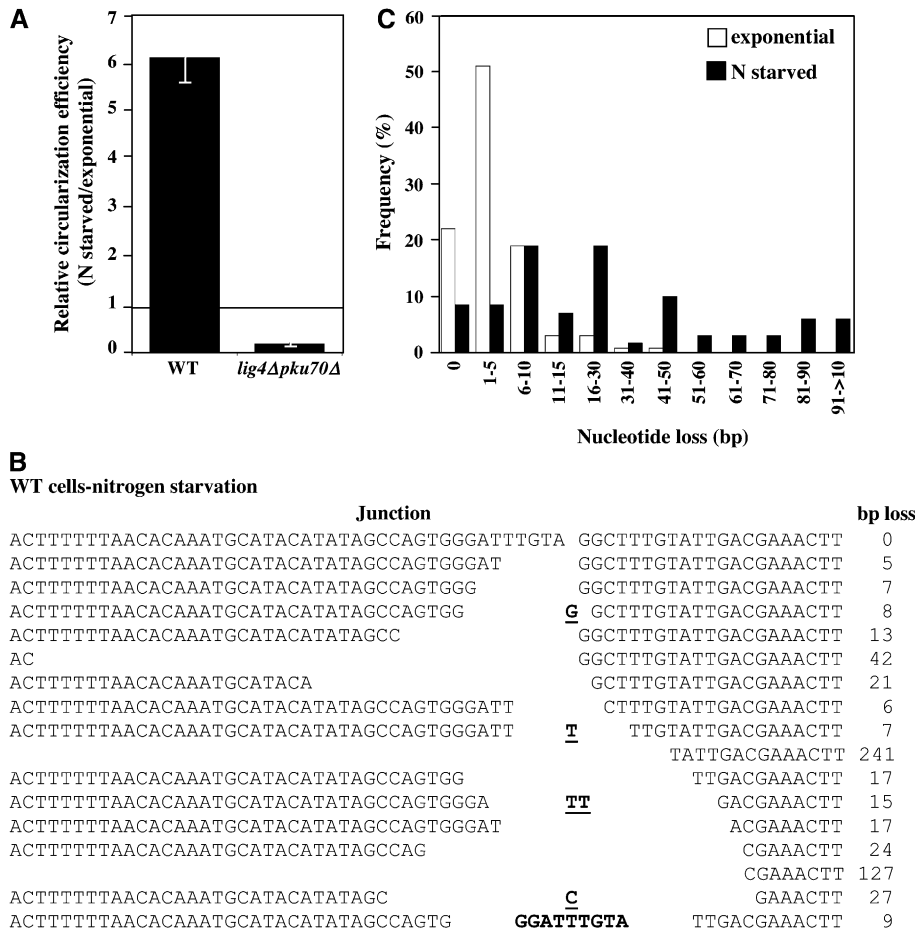 A
Relative circularization efficiency
(N starved/exponential)
7
6
5
4
3
2
1
0
WT
lig4Δpku70Δ
C
Frequency (%)
60
50
40
30
20
10
0
exponential
N starved
0
1-5
6-10
11-15
16-30
31-40
41-50
51-60
61-70
71-80
81-90
91->10
Nucleotide loss (bp)
B
WT cells-nitrogen starvation
Junction bp loss
ACTTTTTTAACACAAATGCATACATATAGCCAGTGGGATTTGTA GGCTTTGTATTGACGAAACTT 0
ACTTTTTTAACACAAATGCATACATATAGCCAGTGGGAT GGCTTTGTATTGACGAAACTT 5
ACTTTTTTAACACAAATGCATACATATAGCCAGTGGG GGCTTTGTATTGACGAAACTT 7
ACTTTTTTAACACAAATGCATACATATAGCCAGTGG G GCTTTGTATTGACGAAACTT 8
ACTTTTTTAACACAAATGCATACATATAGCC GGCTTTGTATTGACGAAACTT 13
AC GGCTTTGTATTGACGAAACTT 42
ACTTTTTTAACACAAATGCATACA GCTTTGTATTGACGAAACTT 21
ACTTTTTTAACACAAATGCATACATATAGCCAGTGGGATT CTTTGTATTGACGAAACTT 6
ACTTTTTTAACACAAATGCATACATATAGCCAGTGGGATT T TTGTATTGACGAAACTT 7
TATTGACGAAACTT 241
ACTTTTTTAACACAAATGCATACATATAGCCAGTGG TTGACGAAACTT 17
ACTTTTTTAACACAAATGCATACATATAGCCAGTGGGA TT GACGAAACTT 15
ACTTTTTTAACACAAATGCATACATATAGCCAGTGGGAT ACGAAACTT 17
ACTTTTTTAACACAAATGCATACATATAGCCAG CGAAACTT 24
CGAAACTT 127
ACTTTTTTAACACAAATGCATACATATAGC C GAAACTT 27
ACTTTTTTAACACAAATGCATACATATAGCCAGTG GGATTTGTA TTGACGAAACTT 9